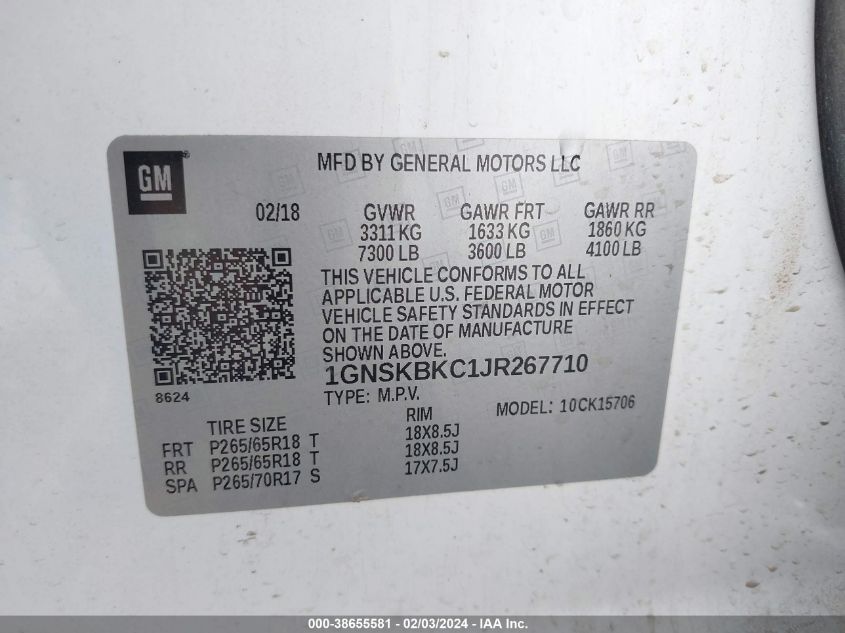 GM
MFD BY GENERAL MOTORS LLC
02/18 GVWR GAWR FRT GAWR RR
3311 KG 1633 KG 1860 KG
7300 LB 3600 LB 4100 LB
THIS VEHICLE CONFORMS TO ALL
APPLICABLE U.S. FEDERAL MOTOR
VEHICLE SAFETY STANDARDS IN EFFECT
ON THE DATE OF MANUFACTURE
SHOWN ABOVE.
1GNSKBKC1JR267710
8624
TYPE: M.P.V. MODEL: 10CK15706
TIRE SIZE RIM
FRT P265/65R18 T 18X8.5J
RR P265/65R18 T 18X8.5J
SPA P265/70R17 S 17X7.5J
000-38655581 - 02/03/2024 - IAA Inc.